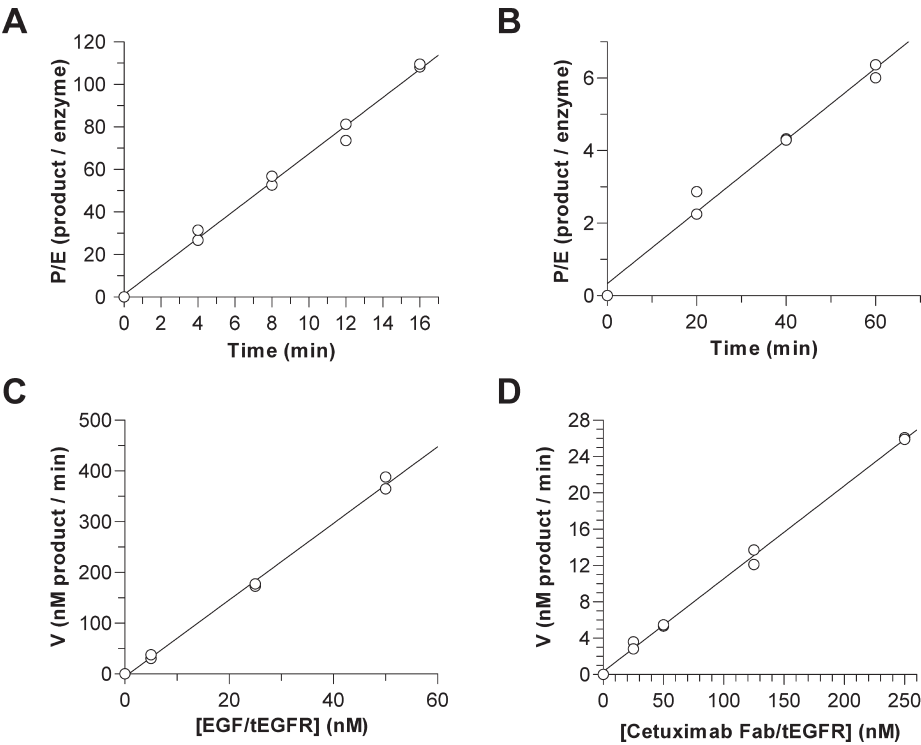 A
P/E (product / enzyme)
120
100
80
60
40
20
0
0 2 4 6 8 10 12 14 16
Time (min)
B
P/E (product / enzyme)
6
4
2
0
0 20 40 60
Time (min)
C
V (nM product / min)
500
400
300
200
100
0
0 20 40 60
[EGF/tEGFR] (nM)
D
V (nM product / min)
28
24
20
16
12
8
4
0
0 50 100 150 200 250
[Cetuximab Fab/tEGFR] (nM)